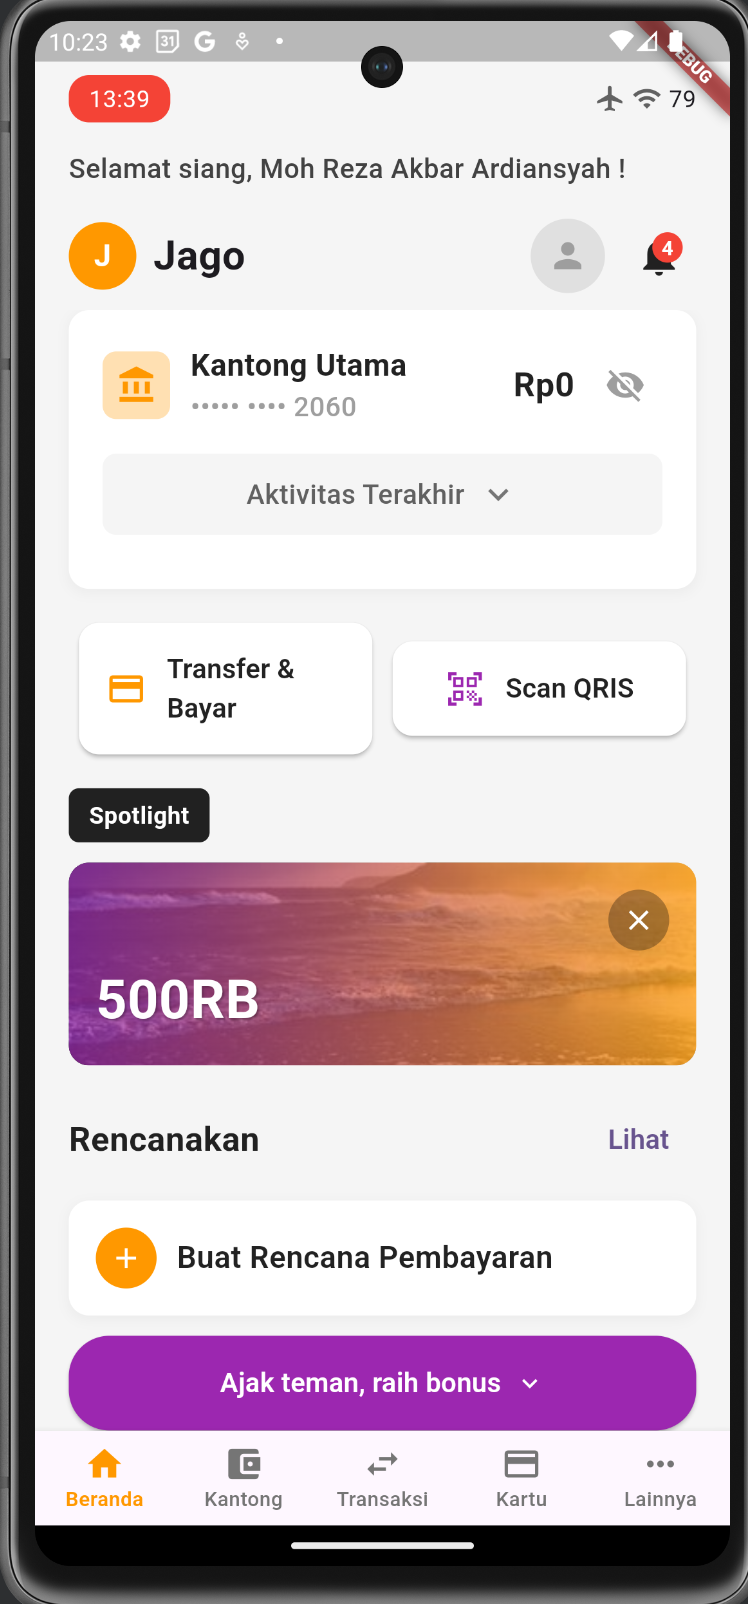 10:23
31
G
DEBUG
13:39
79
Selamat siang, Moh Reza Akbar Ardiansyah !
J
Jago
4
Kantong Utama
••••• •••• 2060
Rp0
Aktivitas Terakhir
Transfer &
Bayar
Scan QRIS
Spotlight
500RB
Rencanakan
Lihat
Buat Rencana Pembayaran
Ajak teman, raih bonus
Beranda
Kantong
Transaksi
Kartu
Lainnya